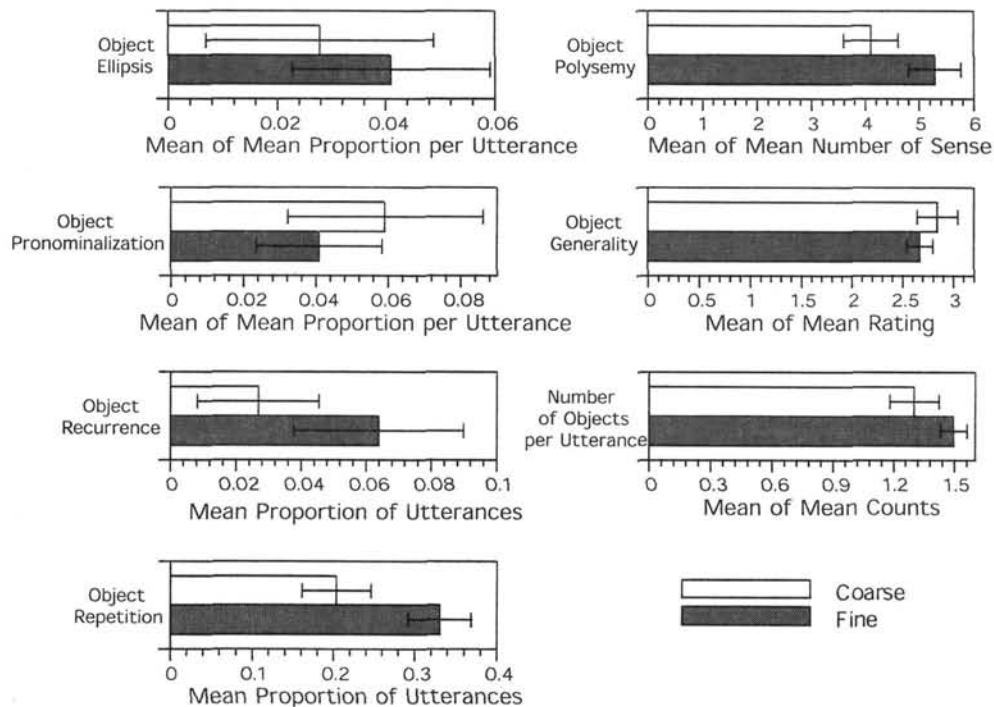 Object
Ellipsis
0 0.02 0.04 0.06
Mean of Mean Proportion per Utterance
Object
Pronominalization
0 0.02 0.04 0.06 0.08
Mean of Mean Proportion per Utterance
Object
Recurrence
0 0.02 0.04 0.06 0.08 0.1
Mean Proportion of Utterances
Object
Repetition
0 0.1 0.2 0.3 0.4
Mean Proportion of Utterances
Object
Polysemy
0 1 2 3 4 5 6
Mean of Mean Number of Sense
Object
Generality
0 0.5 1 1.5 2 2.5 3
Mean of Mean Rating
Number
of Objects
per Utterance
0 0.3 0.6 0.9 1.2 1.5
Mean of Mean Counts
Coarse
Fine